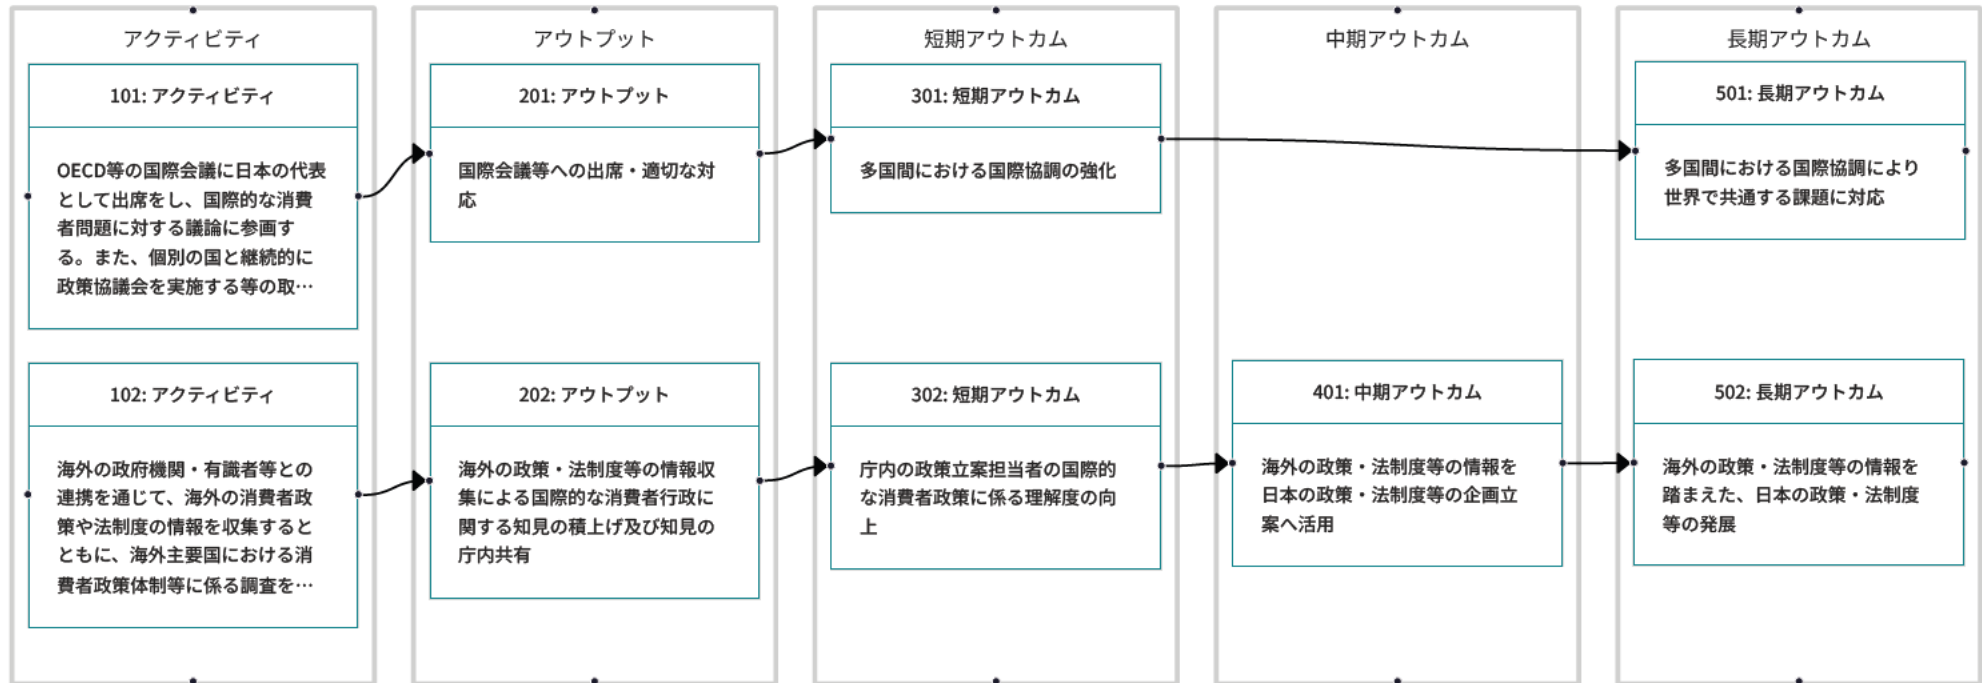 アクティビティ
101: アクティビティ
OECD等の国際会議に日本の代表
として出席をし、国際的な消費
者問題に対する議論に参画す
る。また、個別の国と継続的に
政策協議会を実施する等の取…
102: アクティビティ
海外の政府機関・有識者等との
連携を通じて、海外の消費者政
策や法制度の情報を収集すると
ともに、海外主要国における消
費者政策体制等に係る調査を…
アウトプット
201: アウトプット
国際会議等への出席・適切な対
応
202: アウトプット
海外の政策・法制度等の情報収
集による国際的な消費者行政に
関する知見の積上げ及び知見の
庁内共有
短期アウトカム
301: 短期アウトカム
多国間における国際協調の強化
302: 短期アウトカム
庁内の政策立案担当者の国際的
な消費者政策に係る理解度の向
上
中期アウトカム
401: 中期アウトカム
海外の政策・法制度等の情報を
日本の政策・法制度等の企画立
案へ活用
長期アウトカム
501: 長期アウトカム
多国間における国際協調により
世界で共通する課題に対応
502: 長期アウトカム
海外の政策・法制度等の情報を
踏まえた、日本の政策・法制度
等の発展